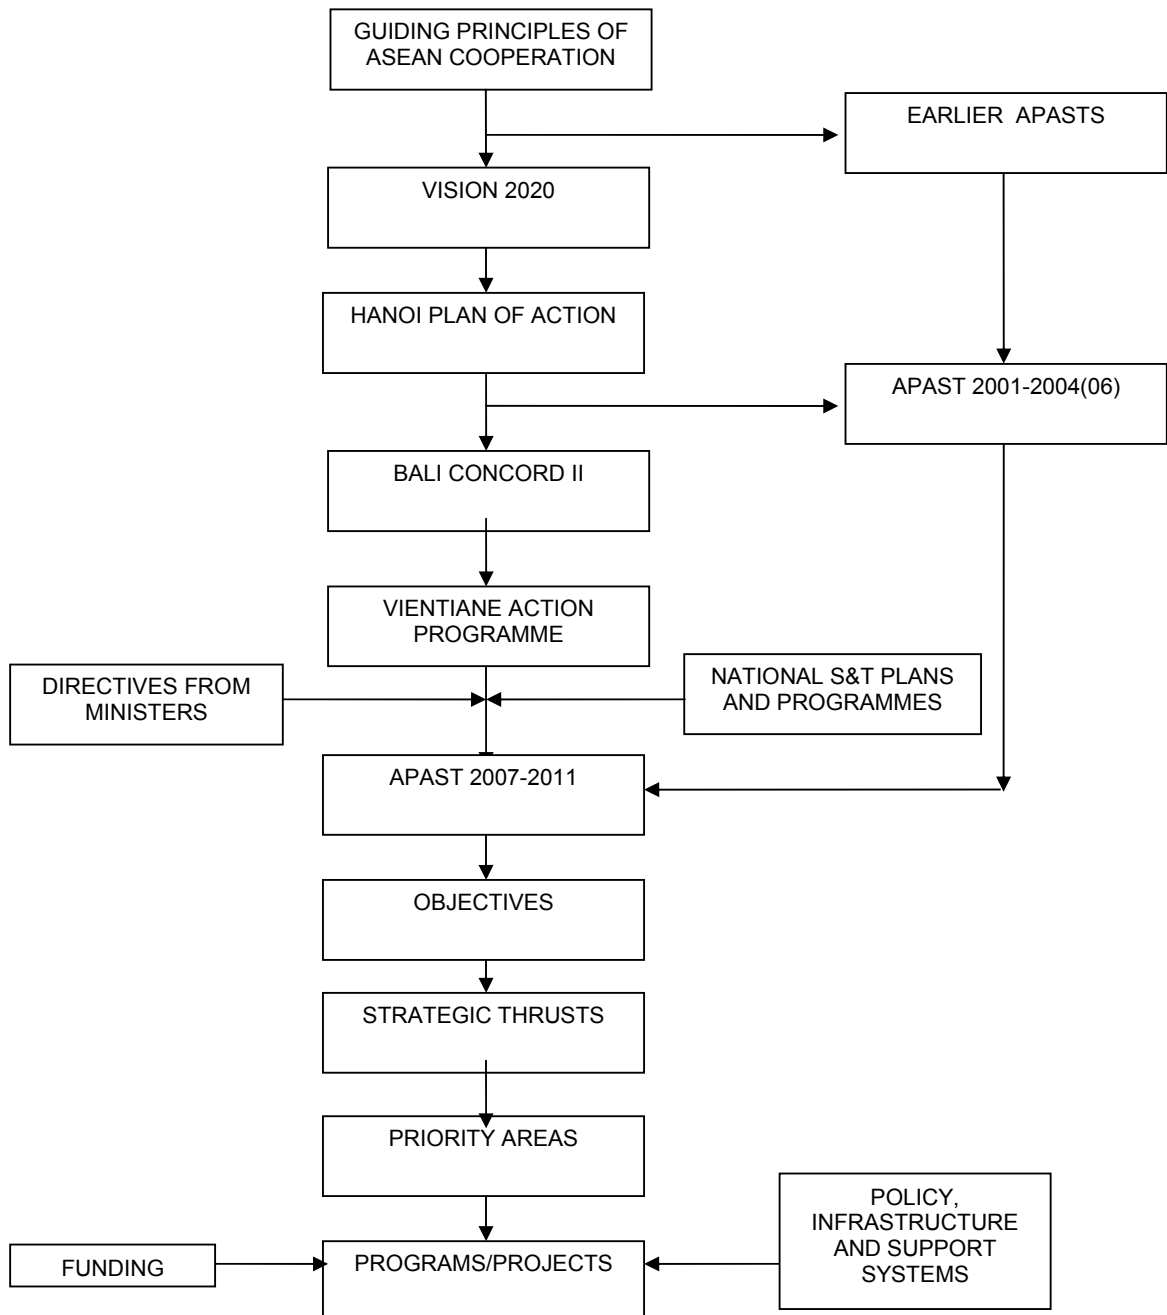 GUIDING PRINCIPLES OF
ASEAN COOPERATION
EARLIER APASTS
VISION 2020
HANOI PLAN OF ACTION
APAST 2001-2004(06)
BALI CONCORD II
VIENTIANE ACTION
PROGRAMME
DIRECTIVES FROM
MINISTERS
NATIONAL S&T PLANS
AND PROGRAMMES
APAST 2007-2011
OBJECTIVES
STRATEGIC THRUSTS
PRIORITY AREAS
POLICY,
INFRASTRUCTURE
AND SUPPORT
SYSTEMS
FUNDING
PROGRAMS/PROJECTS